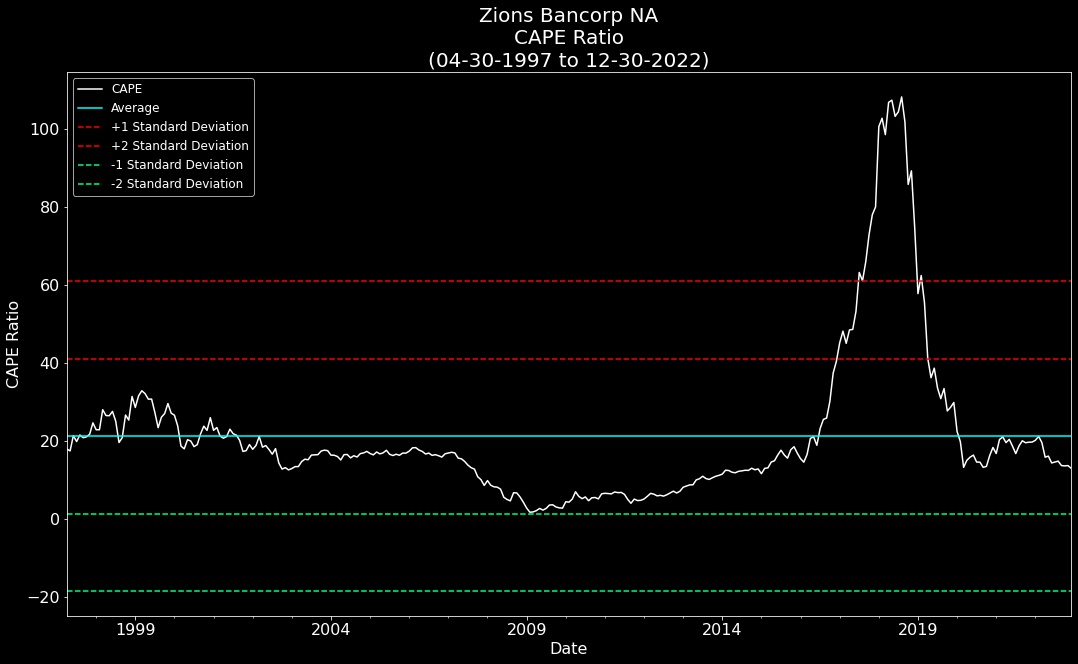 Zions Bancorp NA
CAPE Ratio
(04-30-1997 to 12-30-2022)
CAPE
Average
+1 Standard Deviation
+2 Standard Deviation
-1 Standard Deviation
-2 Standard Deviation
CAPE Ratio
100
80
60
40
20
0
−20
1999
2004
2009
2014
2019
Date